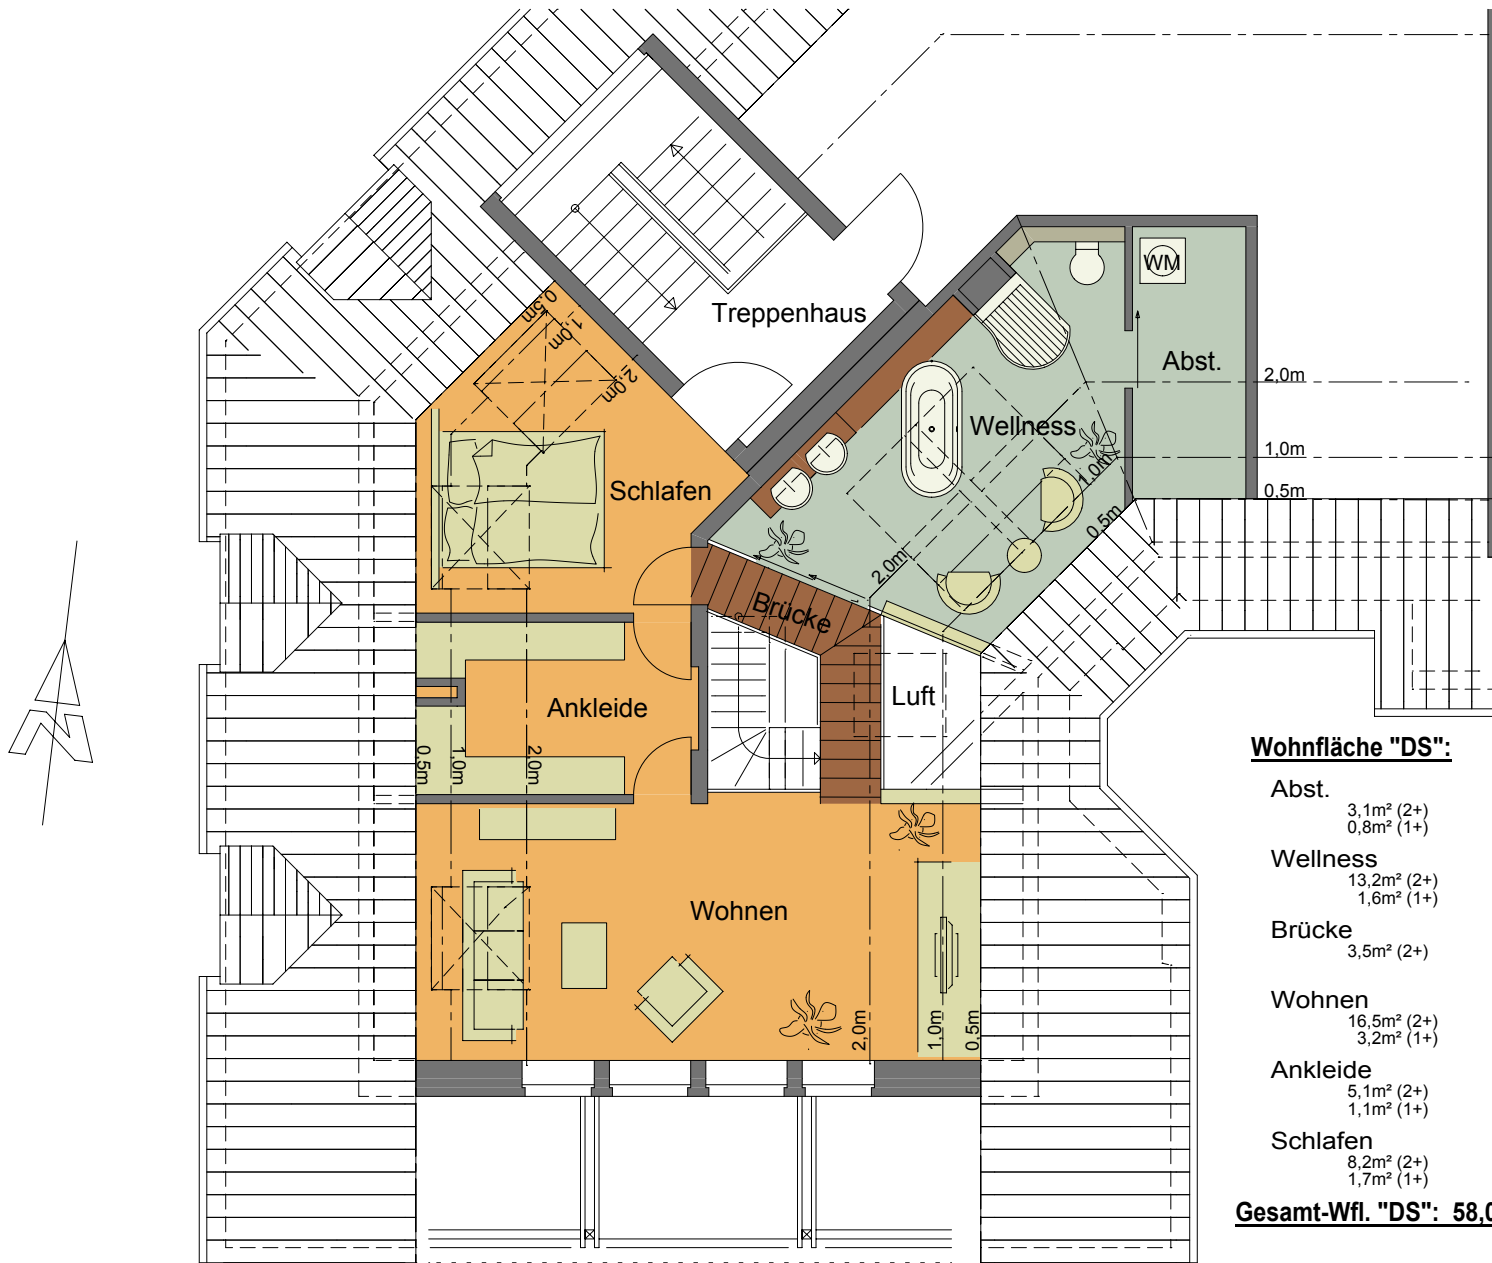 0,5m
1,0m
2,0m
Treppenhaus
WM
Abst.
2,0m
1,0m
0,5m
Wellness
1,0m
0,5m
2,0m
Schlafen
Brücke
Ankleide
Luft
0,5m
1,0m
2,0m
Wohnen
2,0m
1,0m
0,5m
N
Wohnfläche "DS":
Abst.
3,1m² (2+)
0,8m² (1+)
Wellness
13,2m² (2+)
1,6m² (1+)
Brücke
3,5m² (2+)
Wohnen
16,5m² (2+)
3,2m² (1+)
Ankleide
5,1m² (2+)
1,1m² (1+)
Schlafen
8,2m² (2+)
1,7m² (1+)
Gesamt-Wfl. "DS": 58,0